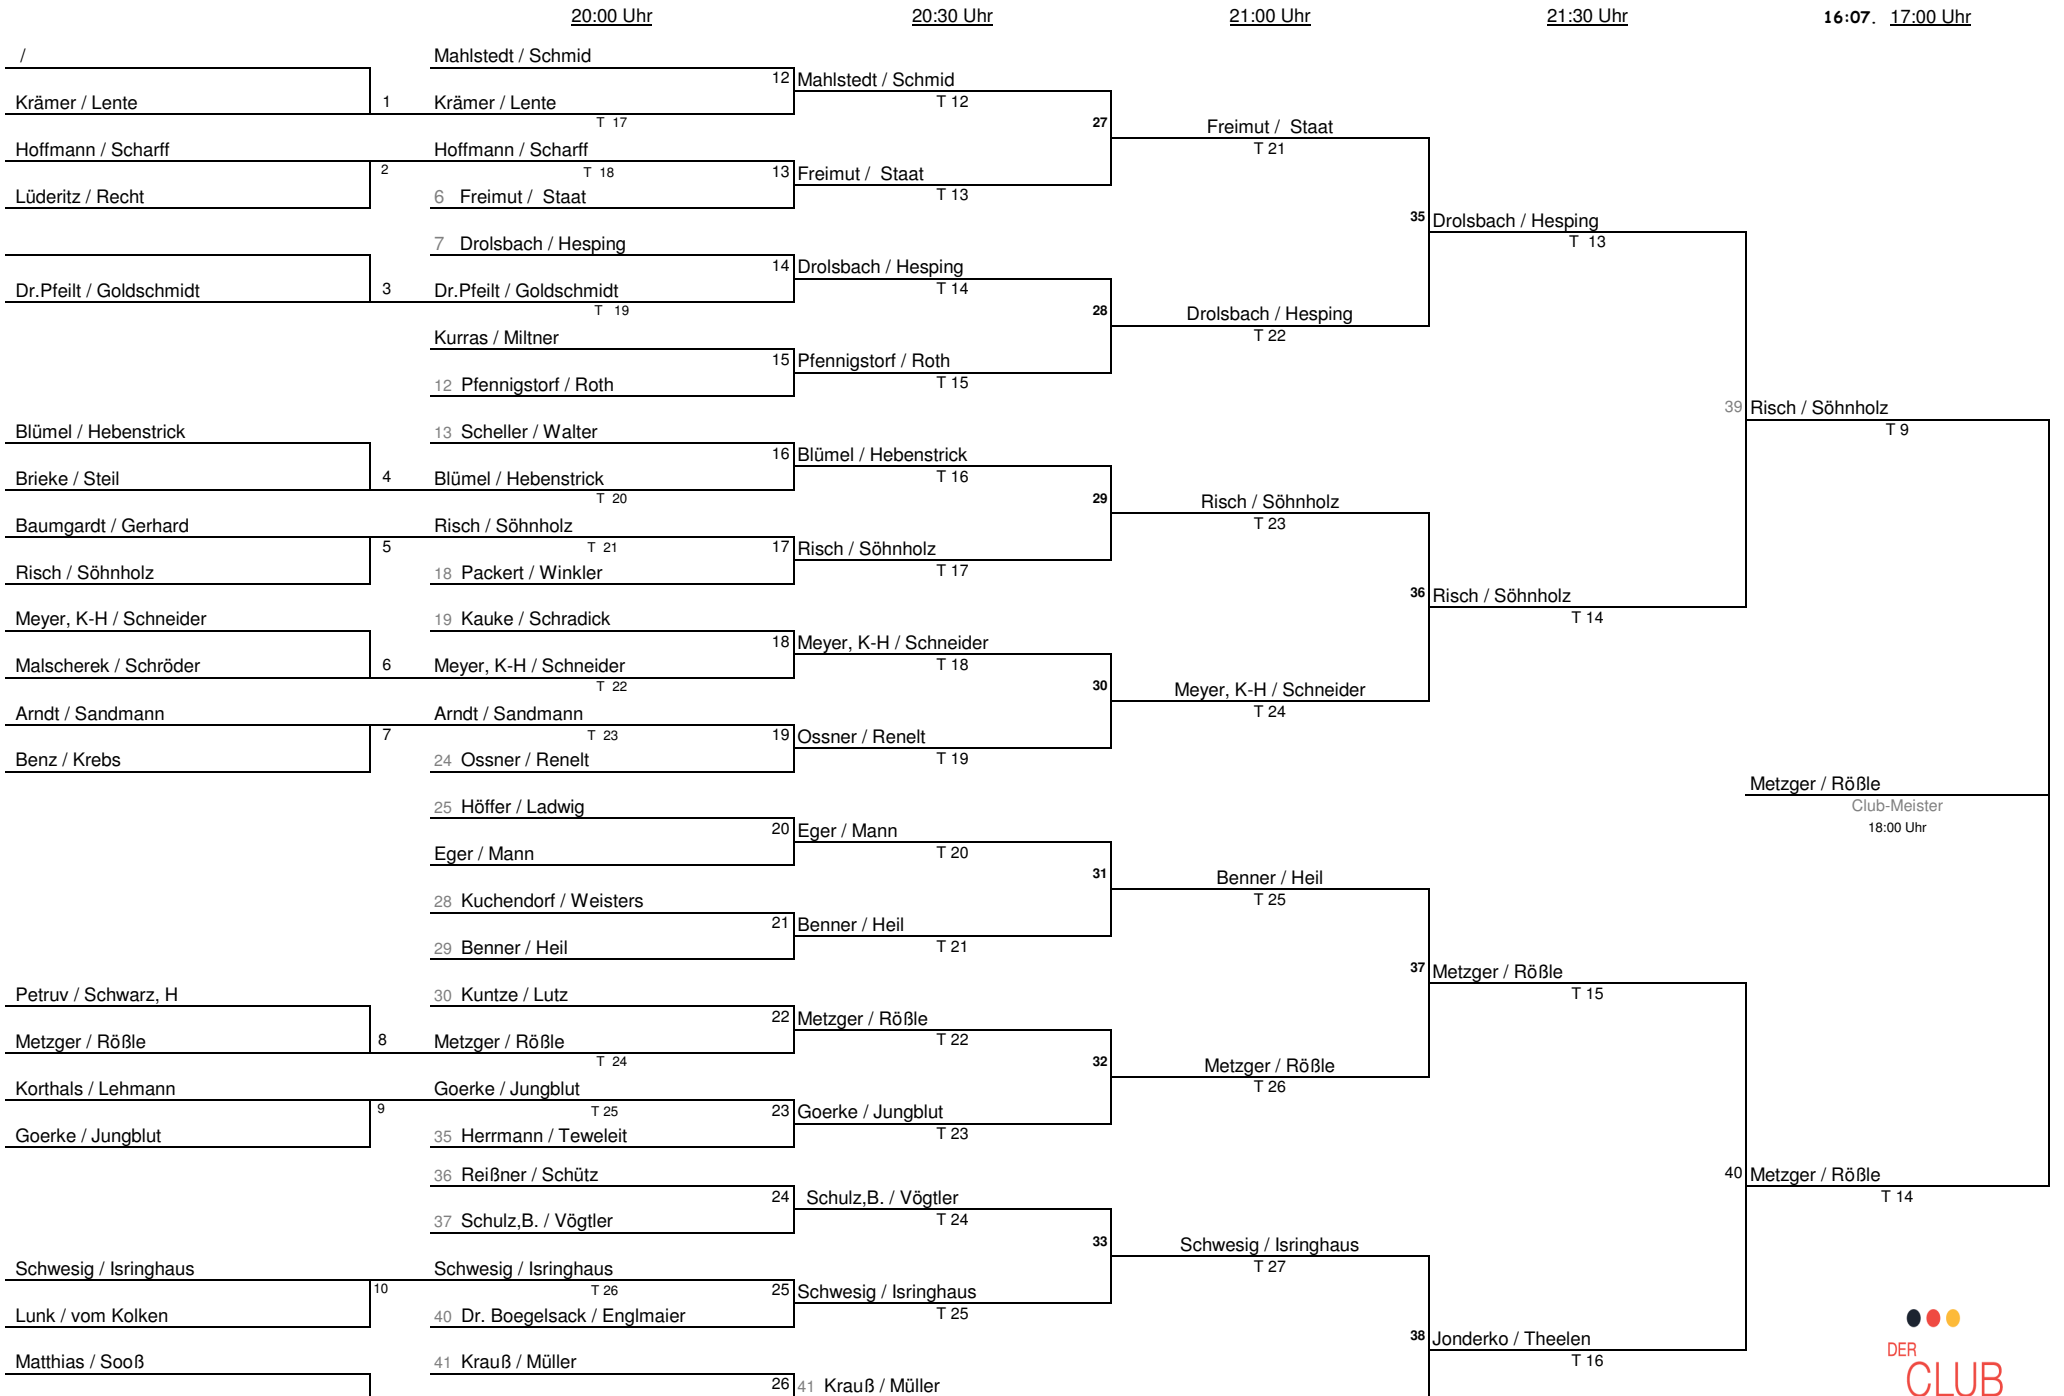 20:00 Uhr 20:30 Uhr 21:00 Uhr 21:30 Uhr 16:07. 17:00 Uhr
/ Mahlstedt / Schmid
12 Mahlstedt / Schmid
Krämer / Lente 1 Krämer / Lente T 12
T 17 27
Freimut / Staat
Hoffmann / Scharff Hoffmann / Scharff T 21
2 T 18 13 Freimut / Staat
Lüderitz / Recht 6 Freimut / Staat T 13
35 Drolsbach / Hesping
7 Drolsbach / Hesping T 13
14 Drolsbach / Hesping
Dr.Pfeilt / Goldschmidt 3 Dr.Pfeilt / Goldschmidt T 14
T 19 28 Drolsbach / Hesping
Kurras / Miltner T 22
15 Pfennigstorf / Roth
12 Pfennigstorf / Roth T 15
39 Risch / Söhnholz
Blümel / Hebenstrick 13 Scheller / Walter T 9
16 Blümel / Hebenstrick
Brieke / Steil 4 Blümel / Hebenstrick T 16
T 20 29 Risch / Söhnholz
Baumgardt / Gerhard Risch / Söhnholz T 23
5 T 21 17 Risch / Söhnholz
Risch / Söhnholz 18 Packert / Winkler T 17
36 Risch / Söhnholz
Meyer, K-H / Schneider 19 Kauke / Schradick T 14
18 Meyer, K-H / Schneider
Malscherek / Schröder 6 Meyer, K-H / Schneider T 18
T 22 30 Meyer, K-H / Schneider
Arndt / Sandmann Arndt / Sandmann T 24
7 T 23 19 Ossner / Renelt
Benz / Krebs 24 Ossner / Renelt T 19
Metzger / Rößle
25 Höffer / Ladwig Club-Meister
20 Eger / Mann 18:00 Uhr
Eger / Mann T 20
31 Benner / Heil
28 Kuchendorf / Weisters T 25
21 Benner / Heil
29 Benner / Heil T 21
37 Metzger / Rößle
Petruv / Schwarz, H 30 Kuntze / Lutz T 15
22 Metzger / Rößle
Metzger / Rößle 8 Metzger / Rößle T 22
T 24 32 Metzger / Rößle
Korthals / Lehmann Goerke / Jungblut T 26
9 T 25 23 Goerke / Jungblut
Goerke / Jungblut 35 Herrmann / Teweleit T 23
36 Reißner / Schütz 40 Metzger / Rößle
24 Schulz,B. / Vögtler T 14
37 Schulz,B. / Vögtler T 24
33 Schwesig / Isringhaus
Schwesig / Isringhaus Schwesig / Isringhaus T 27
10 T 26 25 Schwesig / Isringhaus
Lunk / vom Kolken 40 Dr. Boegelsack / Englmaier T 25
38 Jonderko / Theelen
Matthias / Sooß 41 Krauß / Müller T 16
26 41 Krauß / Müller
DER
CLUB